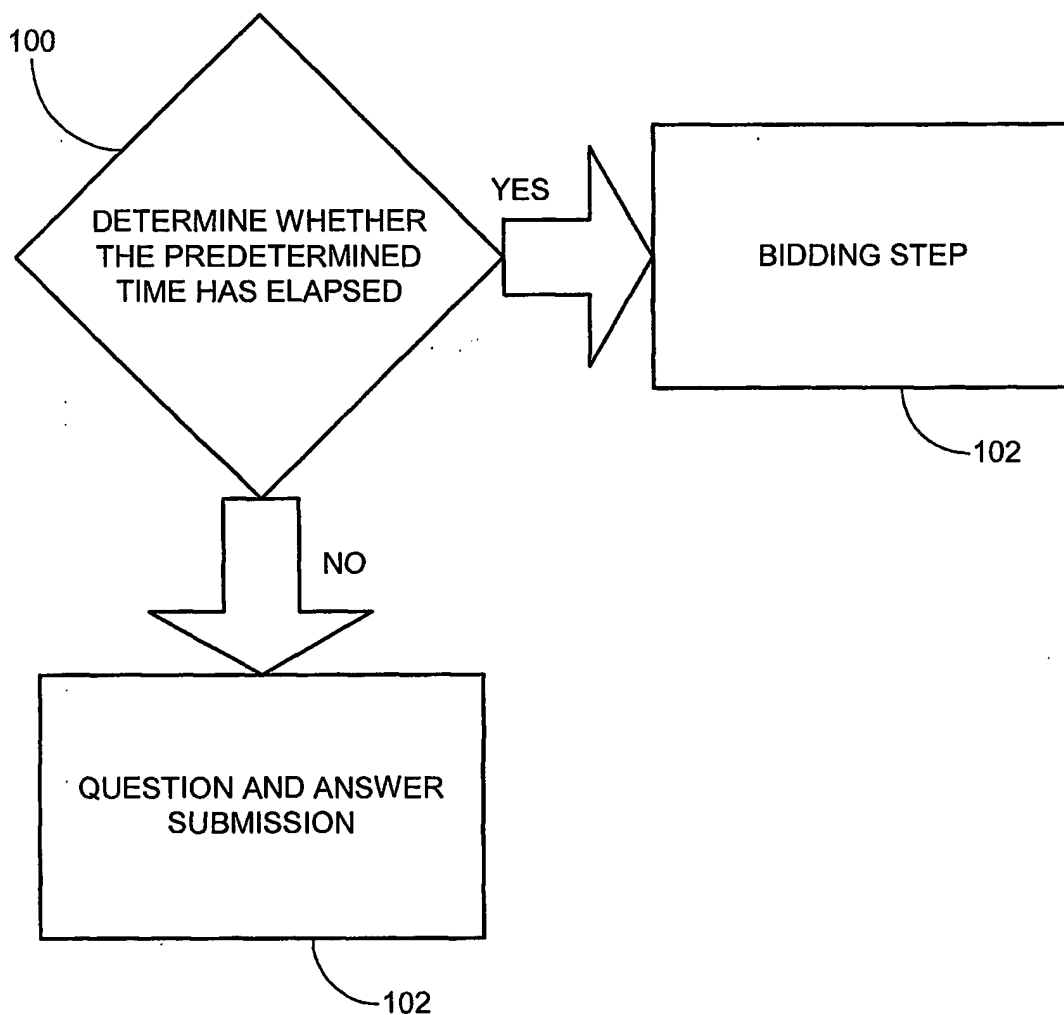 100
DETERMINE WHETHER
THE PREDETERMINED
TIME HAS ELAPSED
YES
BIDDING STEP
102
NO
QUESTION AND ANSWER
SUBMISSION
102